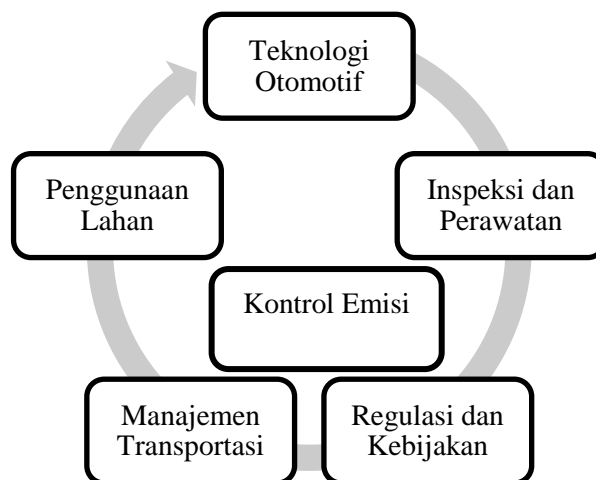 Teknologi
Otomotif
Penggunaan
Lahan
Inspeksi dan
Perawatan
Kontrol Emisi
Manajemen
Transportasi
Regulasi dan
Kebijakan